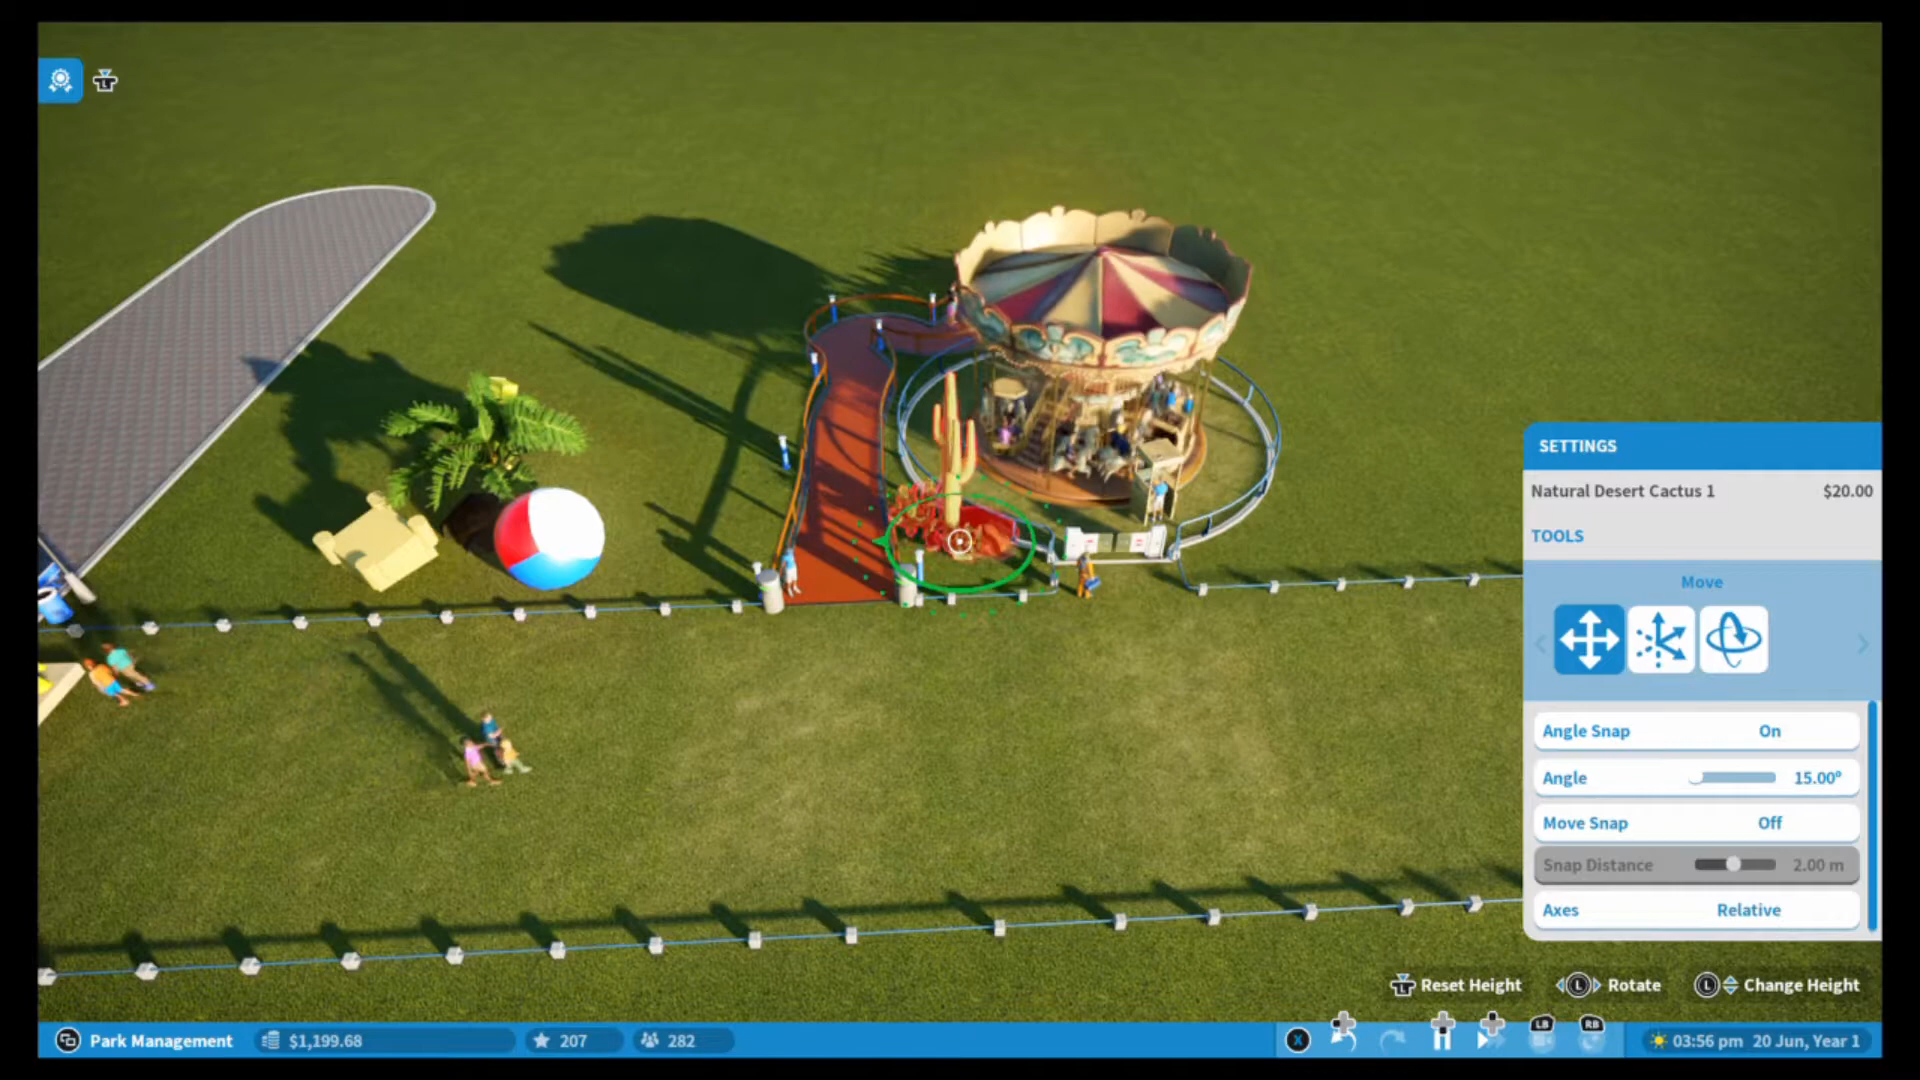 L
SETTINGS
Natural Desert Cactus 1 $20.00
TOOLS
Move
Angle Snap On
Angle 15.00°
Move Snap Off
Snap Distance 2.00 m
Axes Relative
L Reset Height L Rotate L Change Height
Park Management $1,199.68 207 282 X LB RB 03:56 pm 20 Jun, Year 1